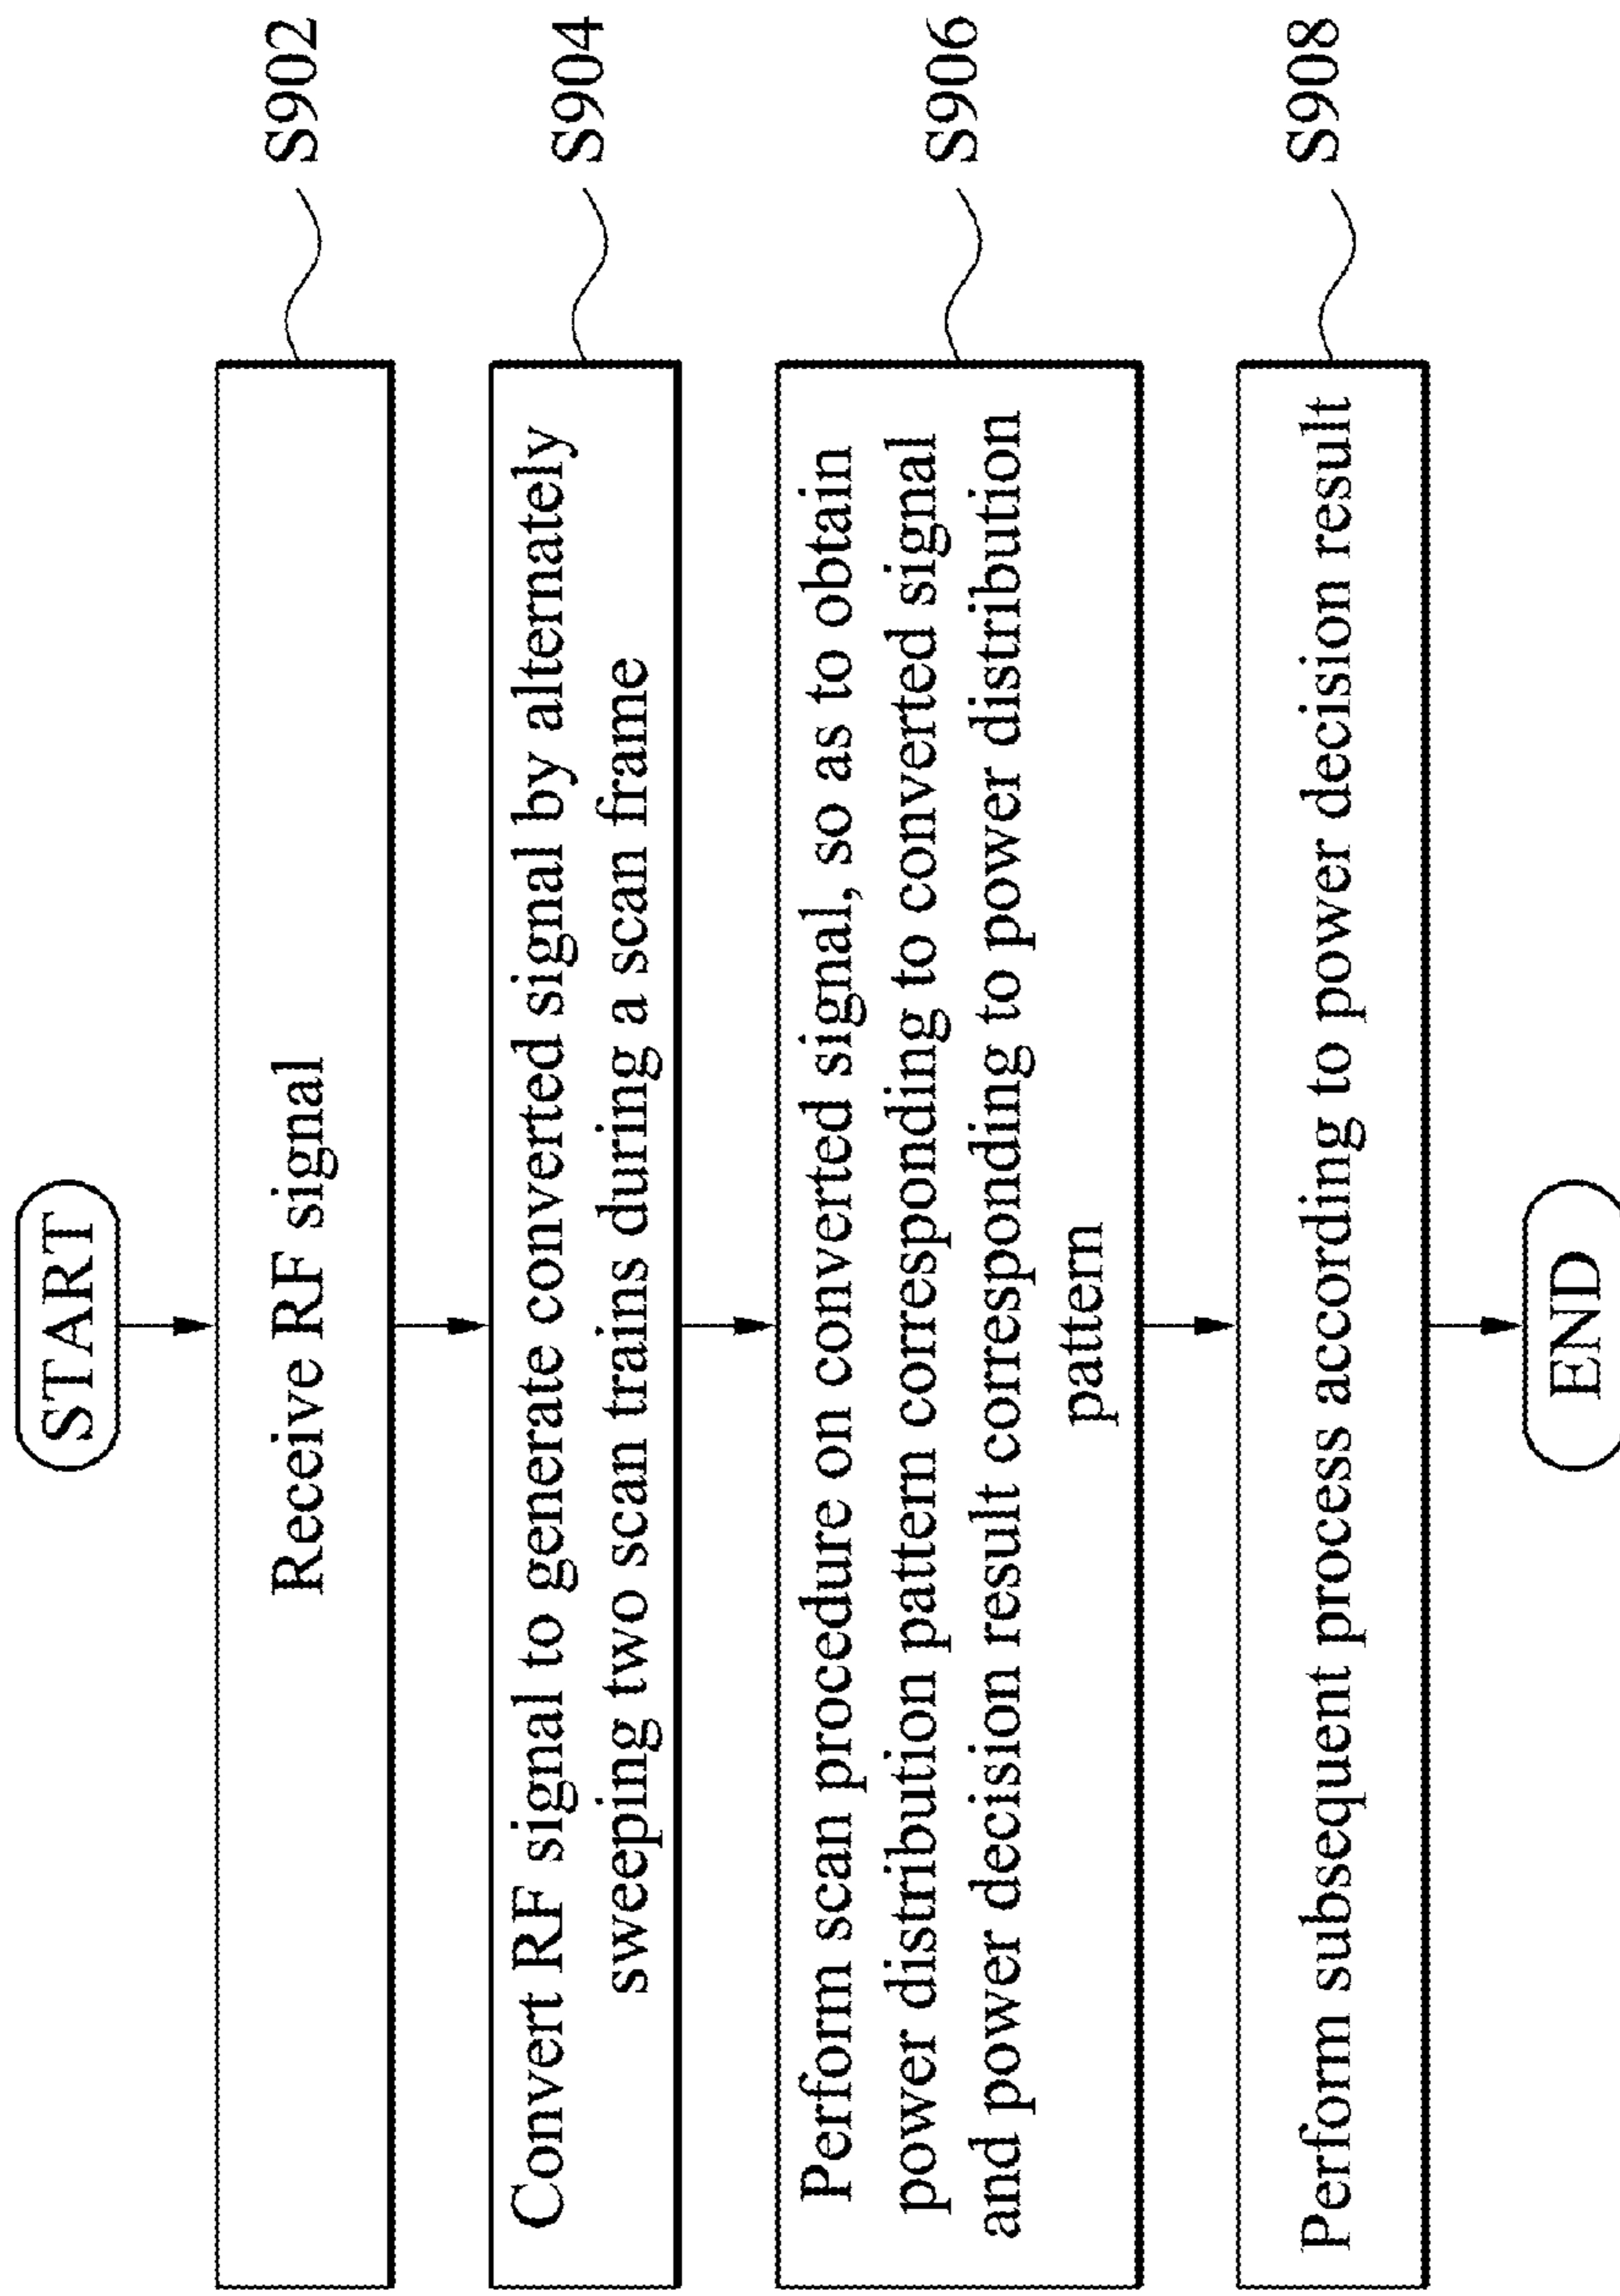 START
Receive RF signal
S902
Convert RF signal to generate converted signal by alternately
sweeping two scan trains during a scan frame
S904
Perform scan procedure on converted signal, so as to obtain
power distribution pattern corresponding to converted signal
and power decision result corresponding to power distribution
pattern
S906
Perform subsequent process according to power decision result
S908
END